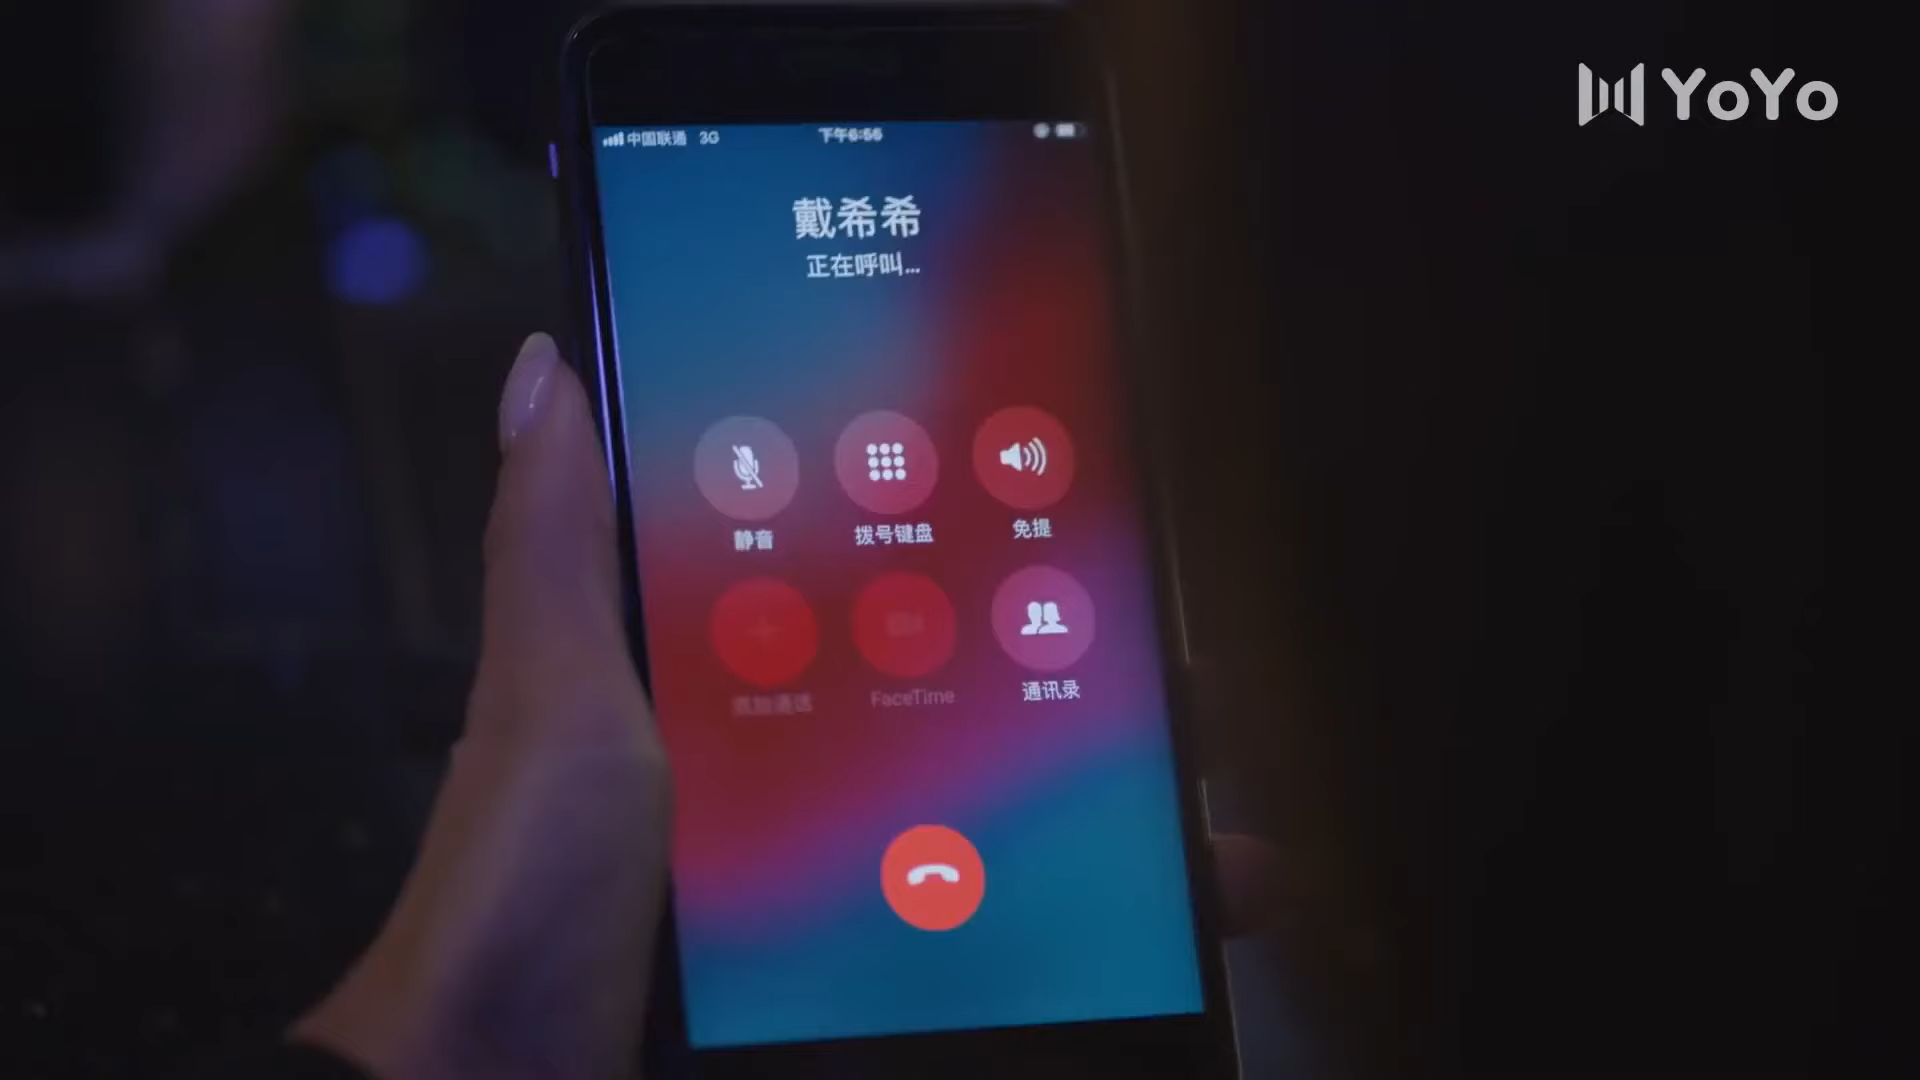 YoYo
中国联通 3G 下午6:56
戴希希
正在呼叫...
静音 拨号键盘 免提
FaceTime 通讯录